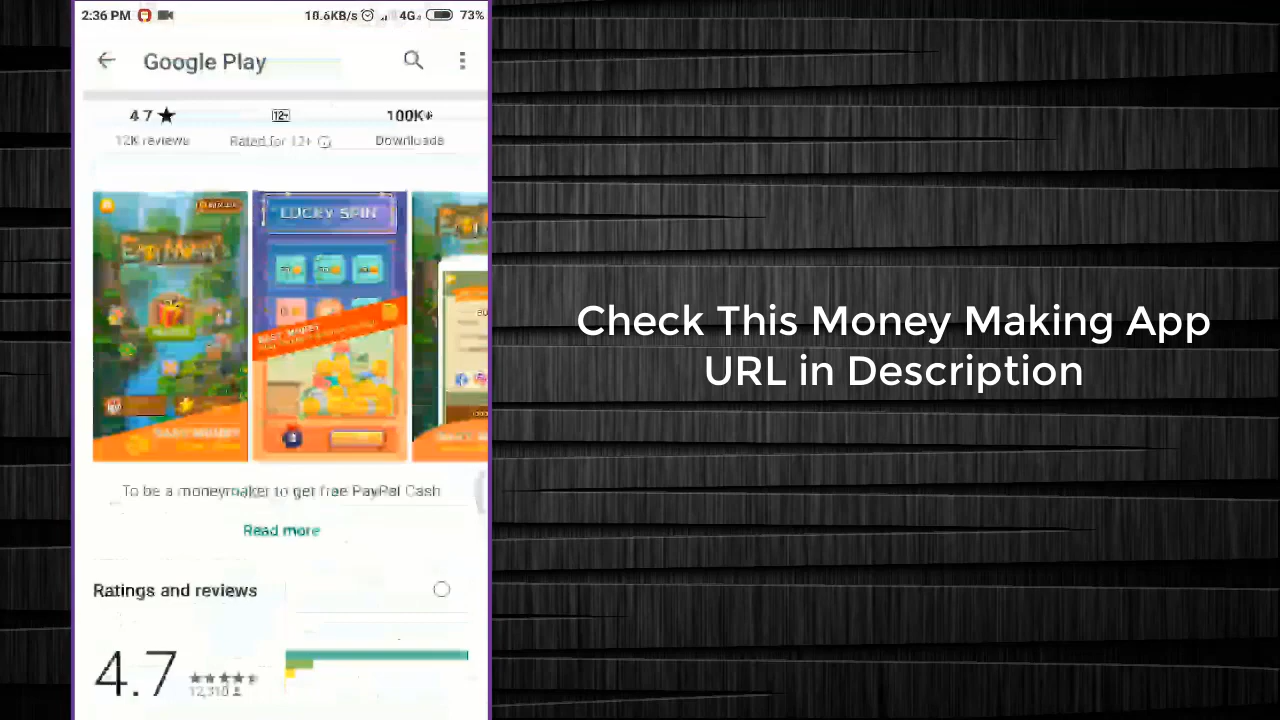 2:36 PM
10.6KB/s 4G 73%
Google Play
4.7 ★ 12+ 100K+
12K reviews Rated for 12+ Downloads
LUCKY SPIN
To be a moneymaker to get free PayPal Cash
Read more
Ratings and reviews
4.7
12,310
Check This Money Making App
URL in Description